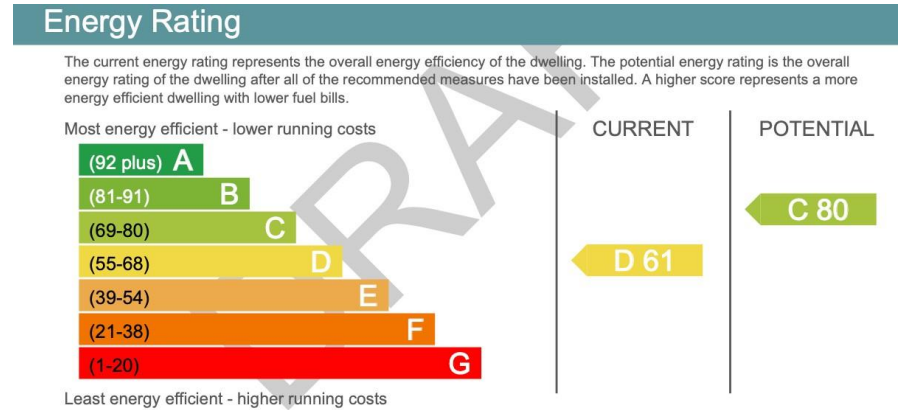 Energy Rating
The current energy rating represents the overall energy efficiency of the dwelling. The potential energy rating is the overall
energy rating of the dwelling after all of the recommended measures have been installed. A higher score represents a more
energy efficient dwelling with lower fuel bills.
Most energy efficient - lower running costs
CURRENT
POTENTIAL
(92 plus) A
(81-91) B
(69-80) C
(55-68) D
(39-54) E
(21-38) F
(1-20) G
D 61
C 80
Least energy efficient - higher running costs